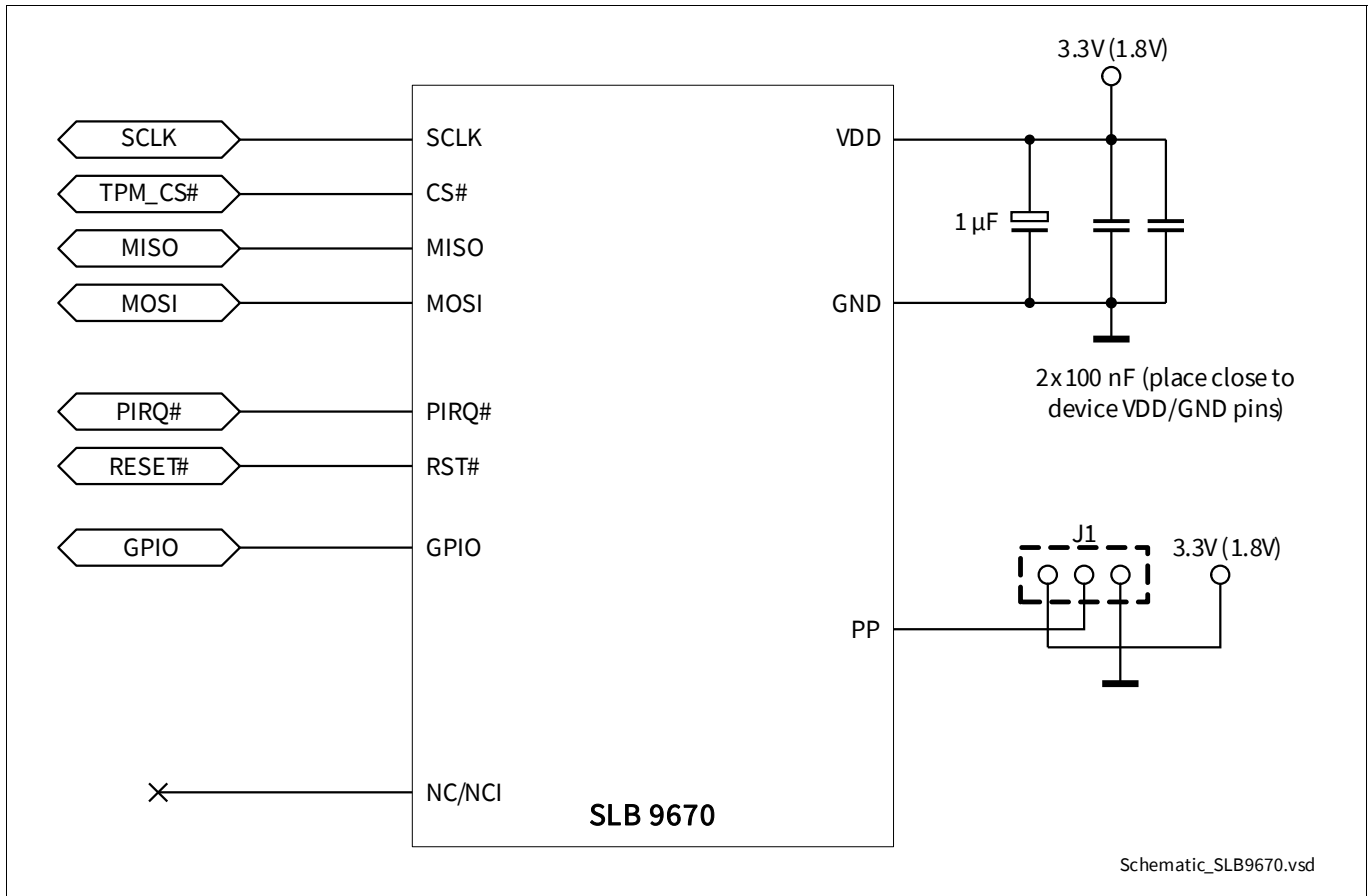 3.3V (1.8V)
SCLK
SCLK
VDD
TPM_CS#
CS#
1 µF
MISO
MISO
MOSI
MOSI
GND
2x100 nF (place close to
device VDD/GND pins)
PIRQ#
PIRQ#
RESET#
RST#
GPIO
GPIO
J1
3.3V (1.8V)
PP
NC/NCI
SLB 9670
Schematic_SLB9670.vsd